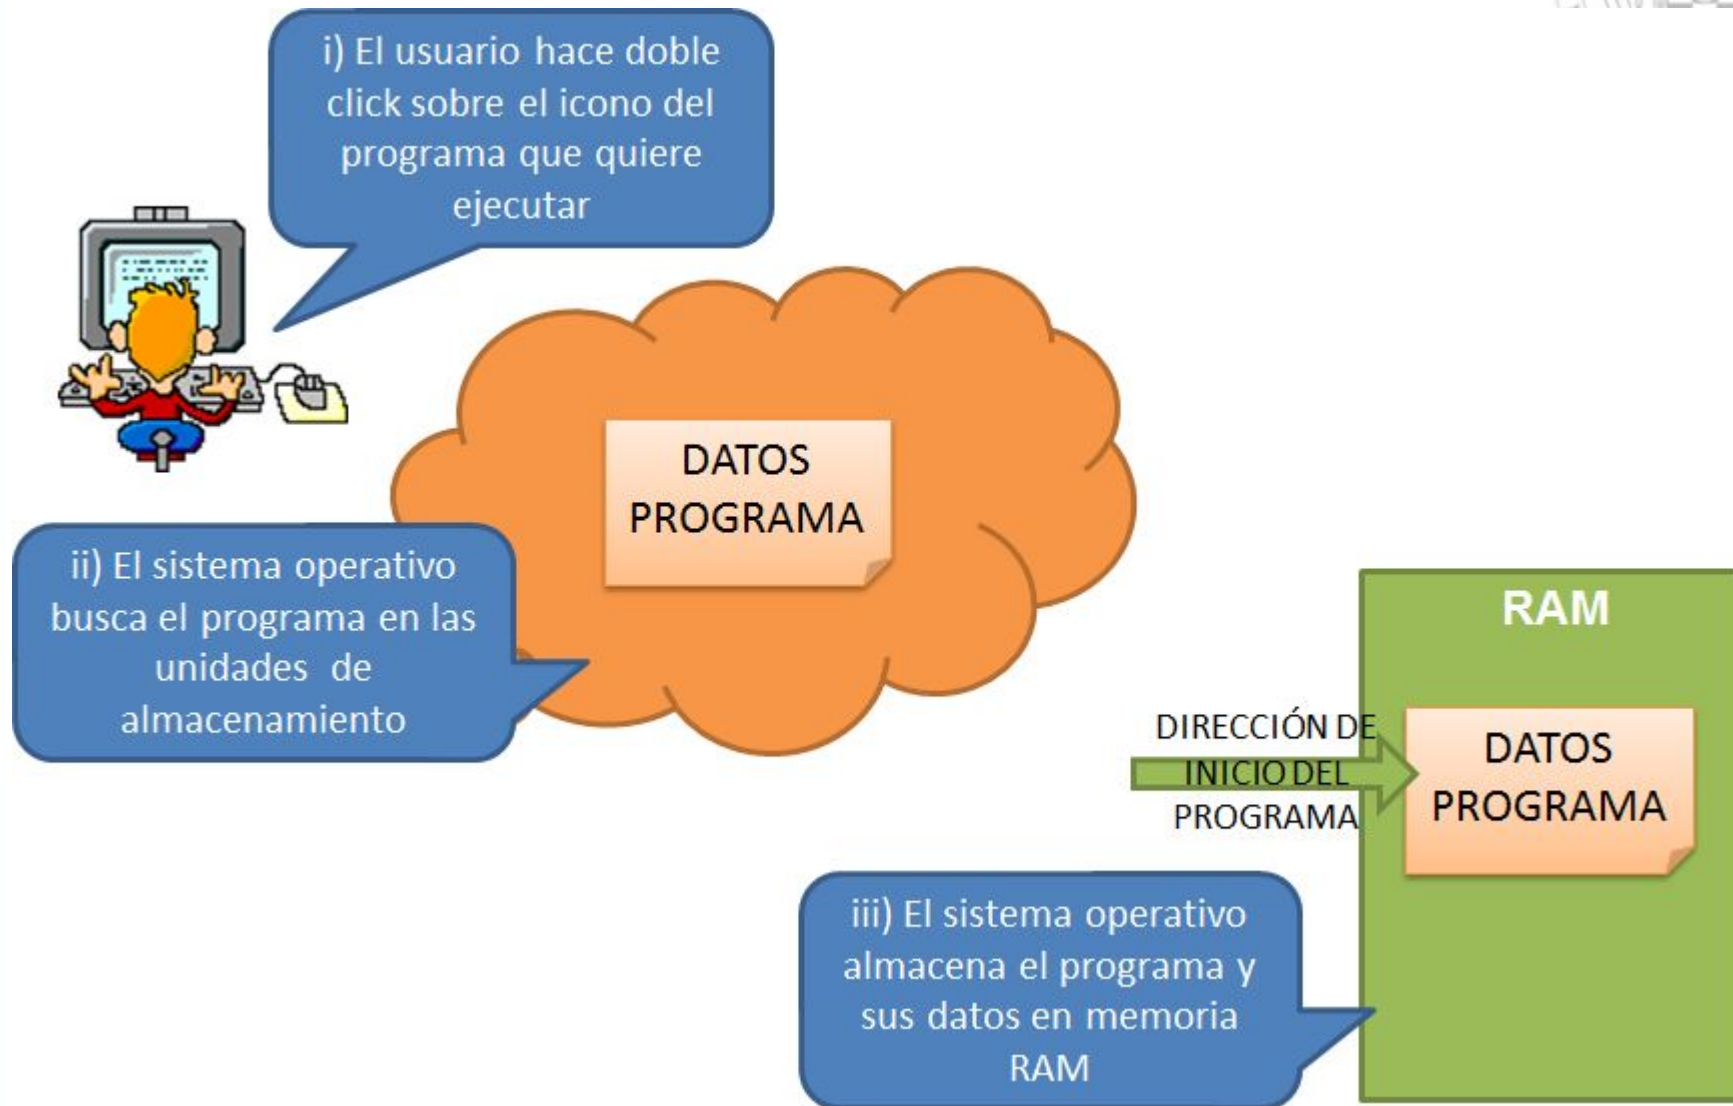 i) El usuario hace doble
click sobre el icono del
programa que quiere
ejecutar
DATOS
PROGRAMA
ii) El sistema operativo
busca el programa en las
unidades de
almacenamiento
RAM
DIRECCIÓN DE
INICIO DEL
PROGRAMA
DATOS
PROGRAMA
iii) El sistema operativo
almacena el programa y
sus datos en memoria
RAM